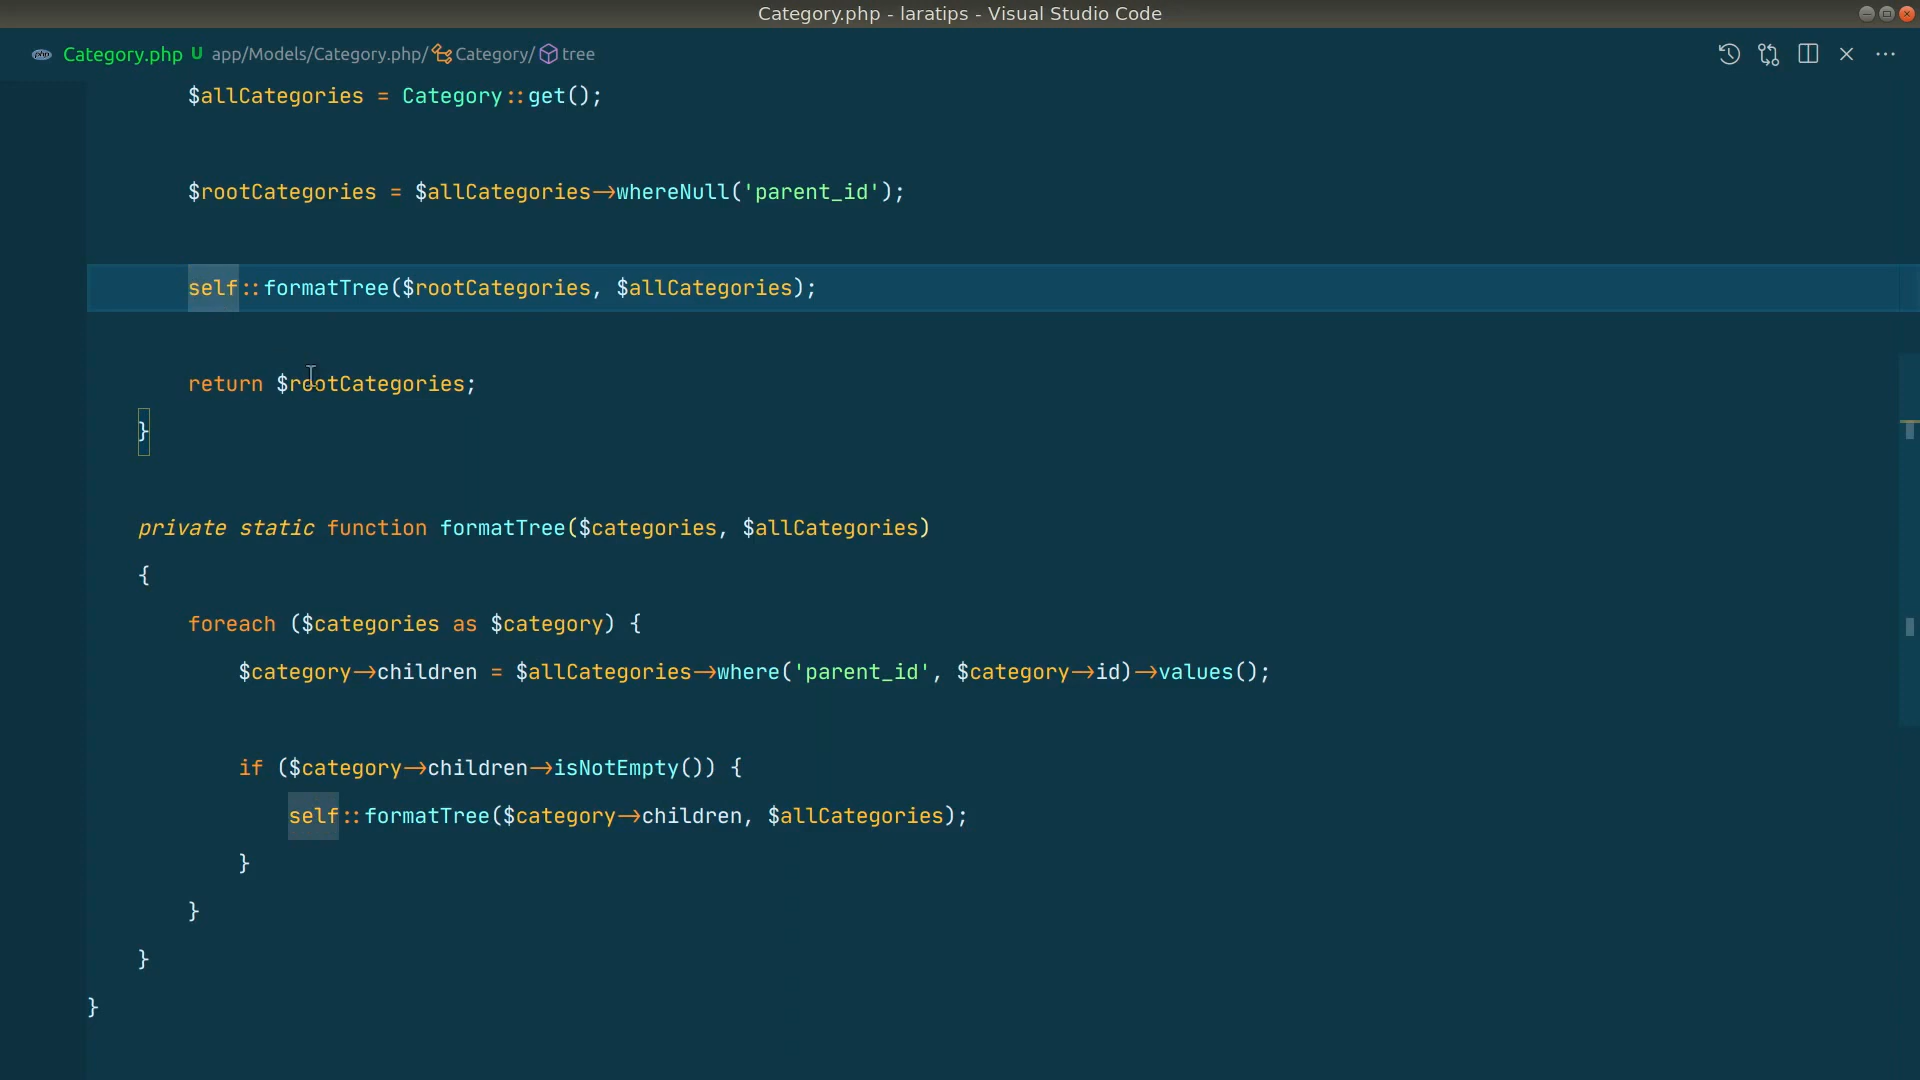 Category.php - laratips - Visual Studio Code
php Category.php U app/Models/Category.php/ Category/ tree
$allCategories = Category::get();
$rootCategories = $allCategories->whereNull('parent_id');
self::formatTree($rootCategories, $allCategories);
return $rootCategories;
}
private static function formatTree($categories, $allCategories)
{
foreach ($categories as $category) {
$category->children = $allCategories->where('parent_id', $category->id)->values();
if ($category->children->isNotEmpty()) {
self::formatTree($category->children, $allCategories);
}
}
}
}